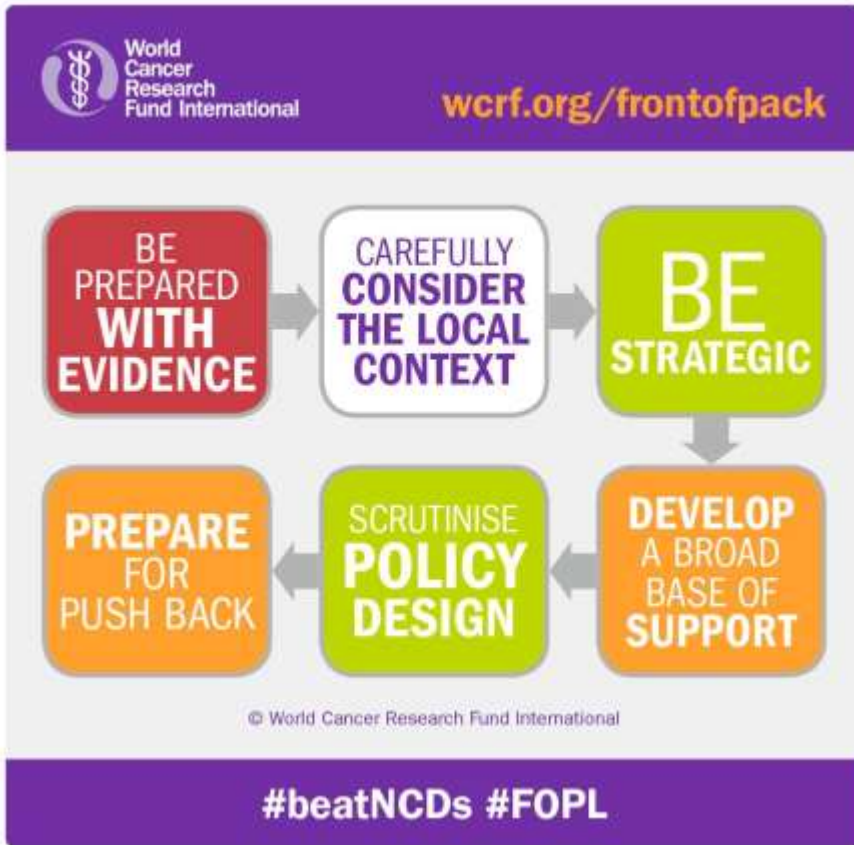 World
Cancer
Research
Fund International
wcrf.org/frontofpack
BE
PREPARED
WITH
EVIDENCE
CAREFULLY
CONSIDER
THE LOCAL
CONTEXT
BE
STRATEGIC
DEVELOP
A BROAD
BASE OF
SUPPORT
SCRUTINISE
POLICY
DESIGN
PREPARE
FOR
PUSH BACK
© World Cancer Research Fund International
#beatNCDs #FOPL